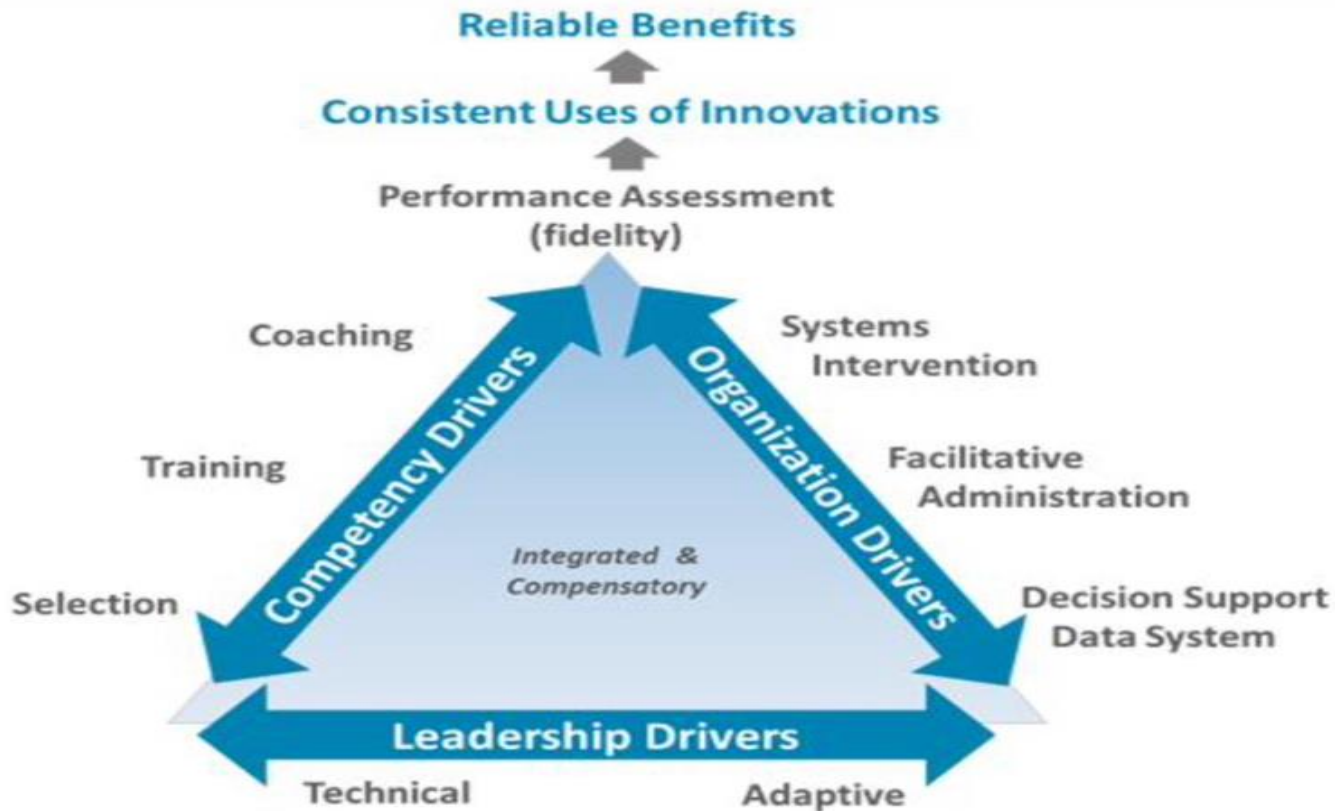 Reliable Benefits
Consistent Uses of Innovations
Performance Assessment
(fidelity)
Coaching
Training
Selection
Competency Drivers
Integrated &
Compensatory
Organization Drivers
Systems
Intervention
Facilitative
Administration
Decision Support
Data System
Leadership Drivers
Technical
Adaptive